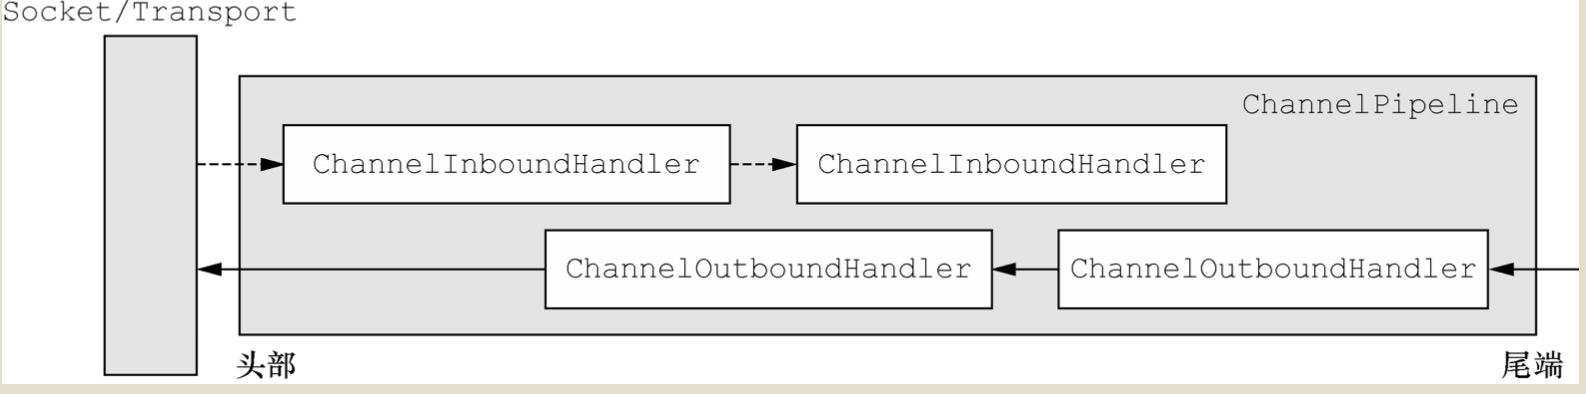 Socket/Transport
ChannelPipeline
ChannelInboundHandler
ChannelInboundHandler
ChannelOutboundHandler
ChannelOutboundHandler
头部
尾端